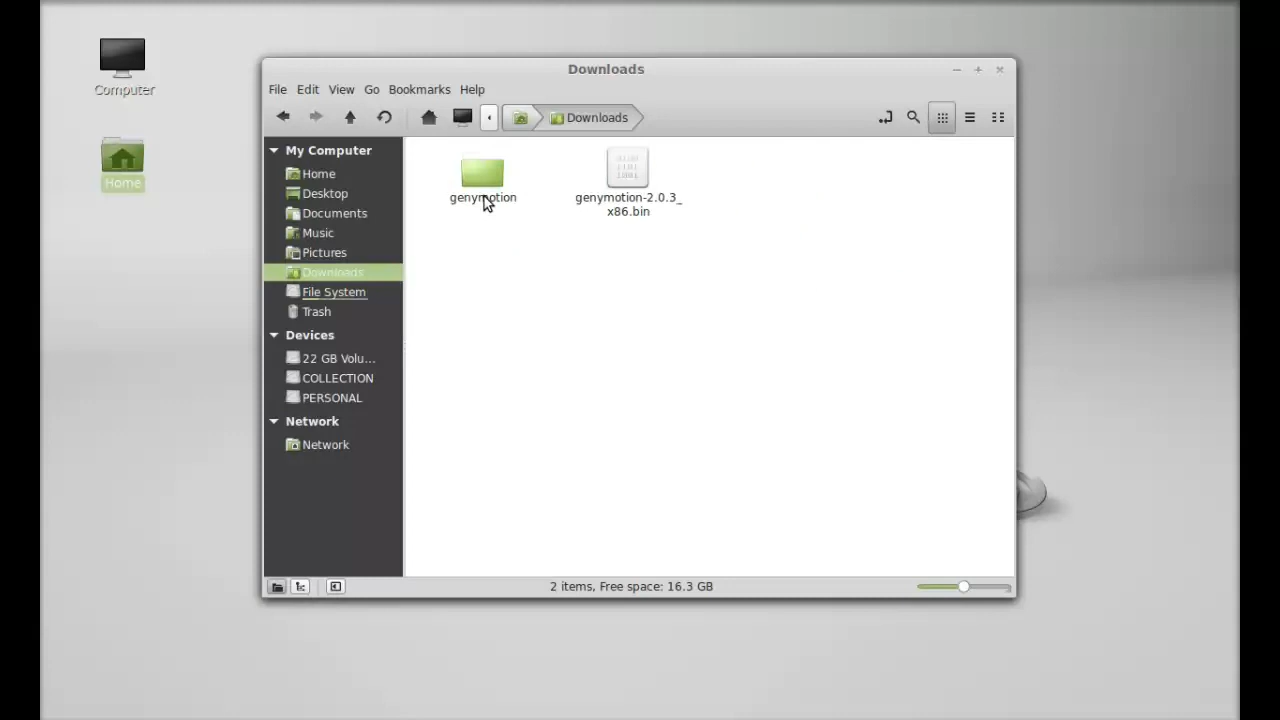 Computer
Home
Downloads
File Edit View Go Bookmarks Help
Downloads
My Computer
Home
Desktop
Documents
Music
Pictures
Downloads
File System
Trash
Devices
22 GB Volu...
COLLECTION
PERSONAL
Network
Network
genymotion
genymotion-2.0.3_
x86.bin
2 items, Free space: 16.3 GB